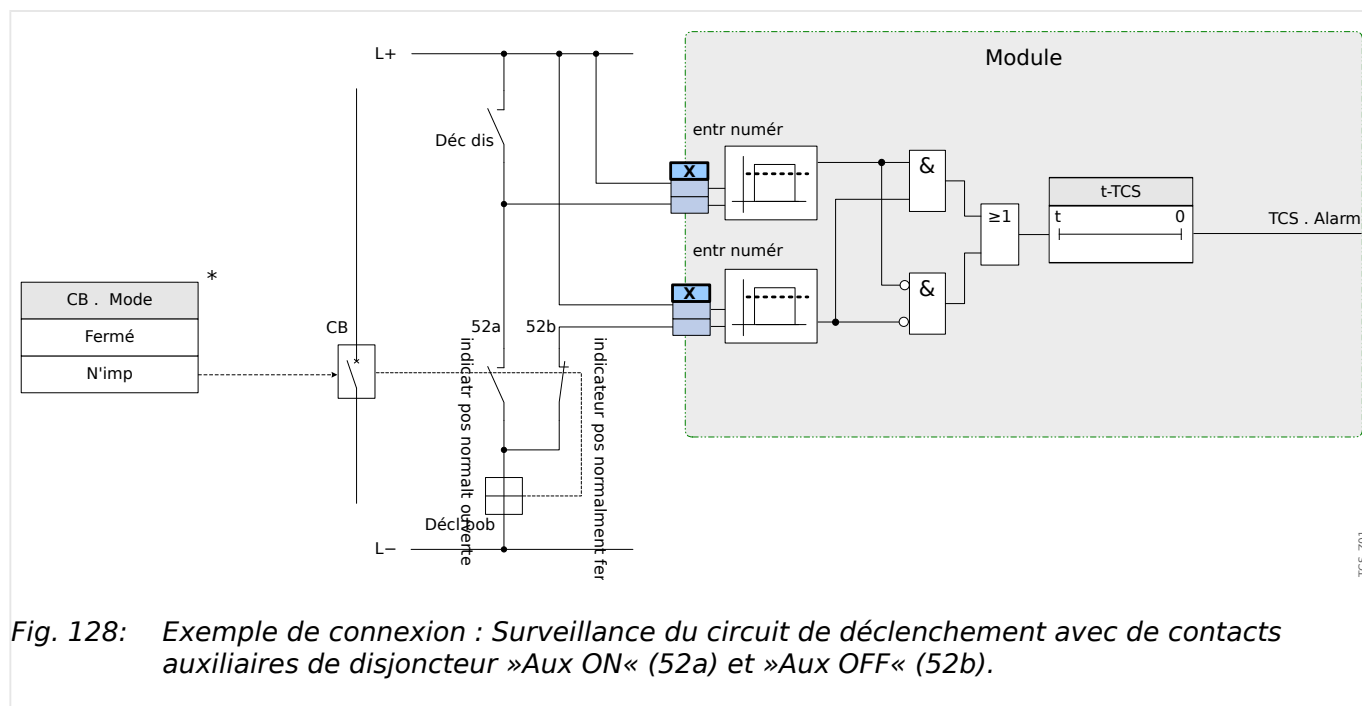 L+
Module
entr numér
Déc dis
X
&
t-TCS
≥1
t
0
TCS . Alarm
entr numér
*
CB . Mode
X
&
Fermé
CB
52a
52b
N'imp
indicatr pos normalt ouverte
indicateur pos normalment fer
Décl bob
L−
Fig. 128: Exemple de connexion : Surveillance du circuit de déclenchement avec de contacts
auxiliaires de disjoncteur »Aux ON« (52a) et »Aux OFF« (52b).